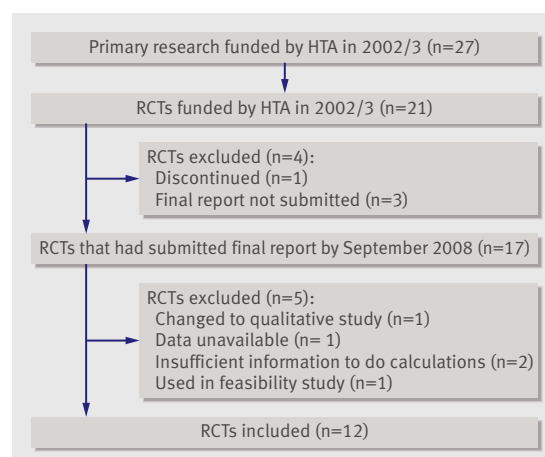 Primary research funded by HTA in 2002/3 (n=27)
RCTs funded by HTA in 2002/3 (n=21)
RCTs excluded (n=4):
Discontinued (n=1)
Final report not submitted (n=3)
RCTs that had submitted final report by September 2008 (n=17)
RCTs excluded (n=5):
Changed to qualitative study (n=1)
Data unavailable (n= 1)
Insufficient information to do calculations (n=2)
Used in feasibility study (n=1)
RCTs included (n=12)